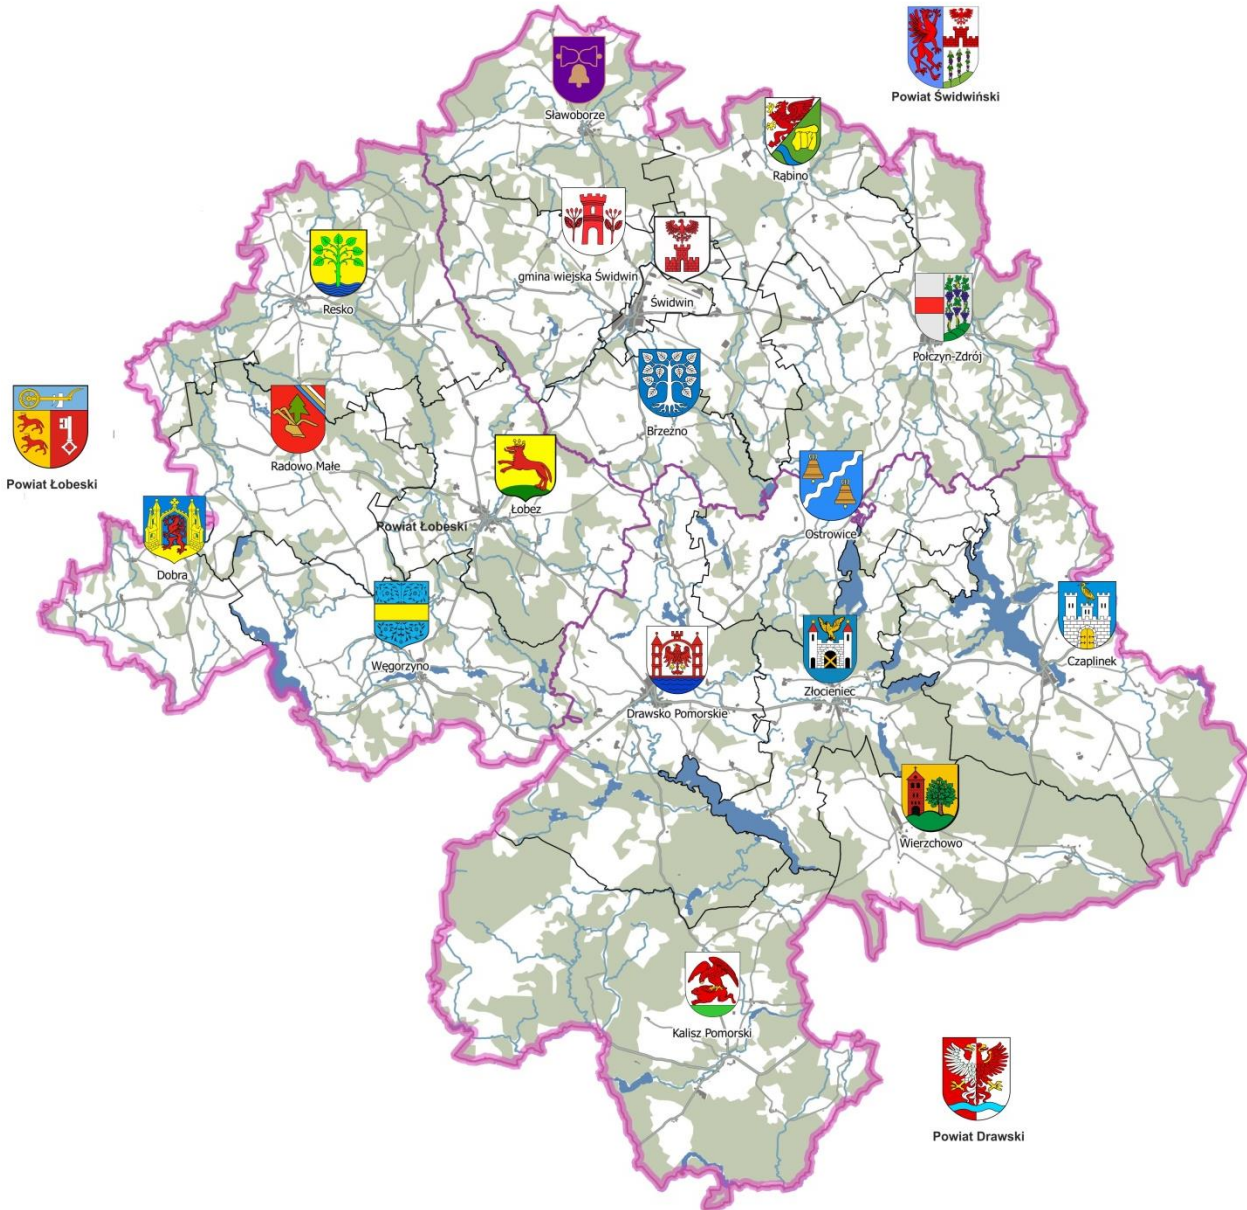 Powiat Świdwiński
Sławoborze
Rąbino
gmina wiejska Świdwin
Świdwin
Resko
Połczyn-Zdrój
Brzeżno
Radowo Małe
Powiat Łobeski
Łobez
Powiat Łobeski
Ostrowice
Dobra
Węgorzyno
Czaplinek
Złocieniec
Drawsko Pomorskie
Wierzchowo
Kalisz Pomorski
Powiat Drawski